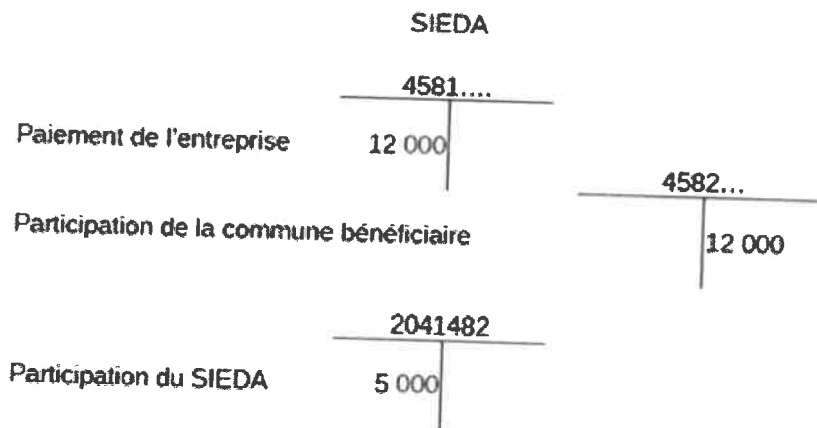 SIEDA
4581....
Paiement de l'entreprise 12 000
4582...
Participation de la commune bénéficiaire 12 000
2041482
Participation du SIEDA 5 000